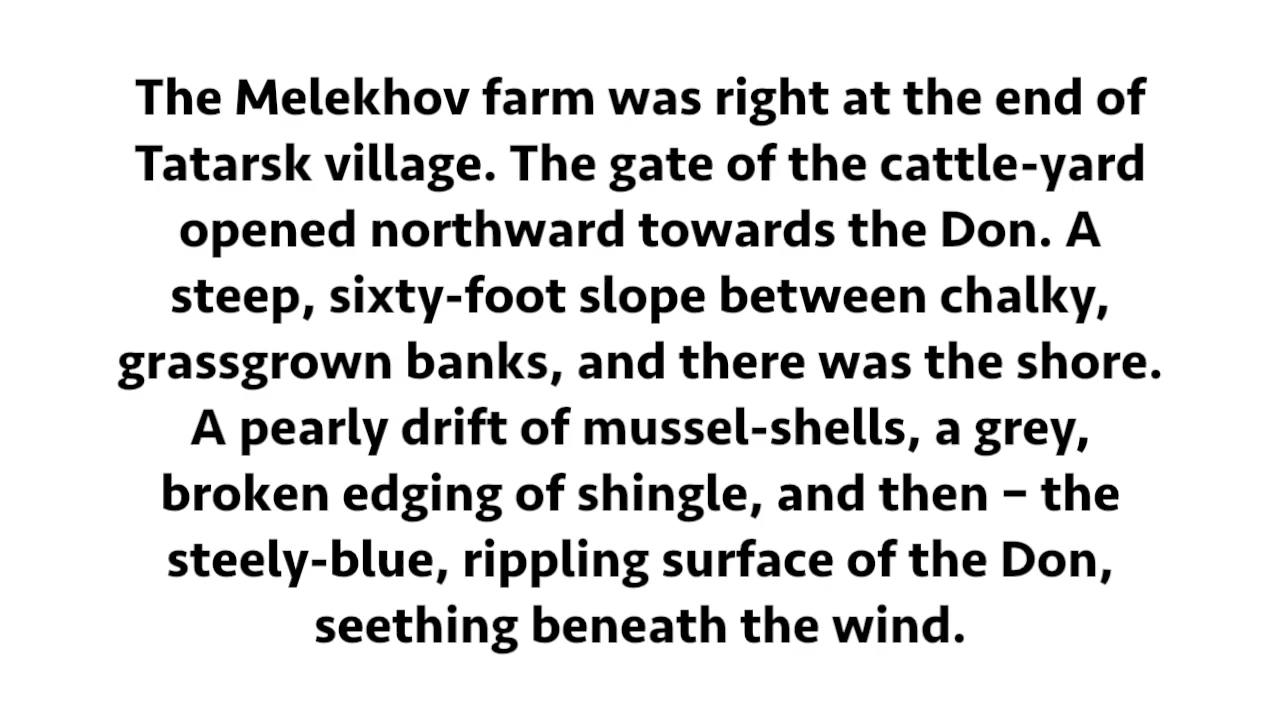 The Melekhov farm was right at the end of
Tatarsk village. The gate of the cattle-yard
opened northward towards the Don. A
steep, sixty-foot slope between chalky,
grassgrown banks, and there was the shore.
A pearly drift of mussel-shells, a grey,
broken edging of shingle, and then – the
steely-blue, rippling surface of the Don,
seething beneath the wind.